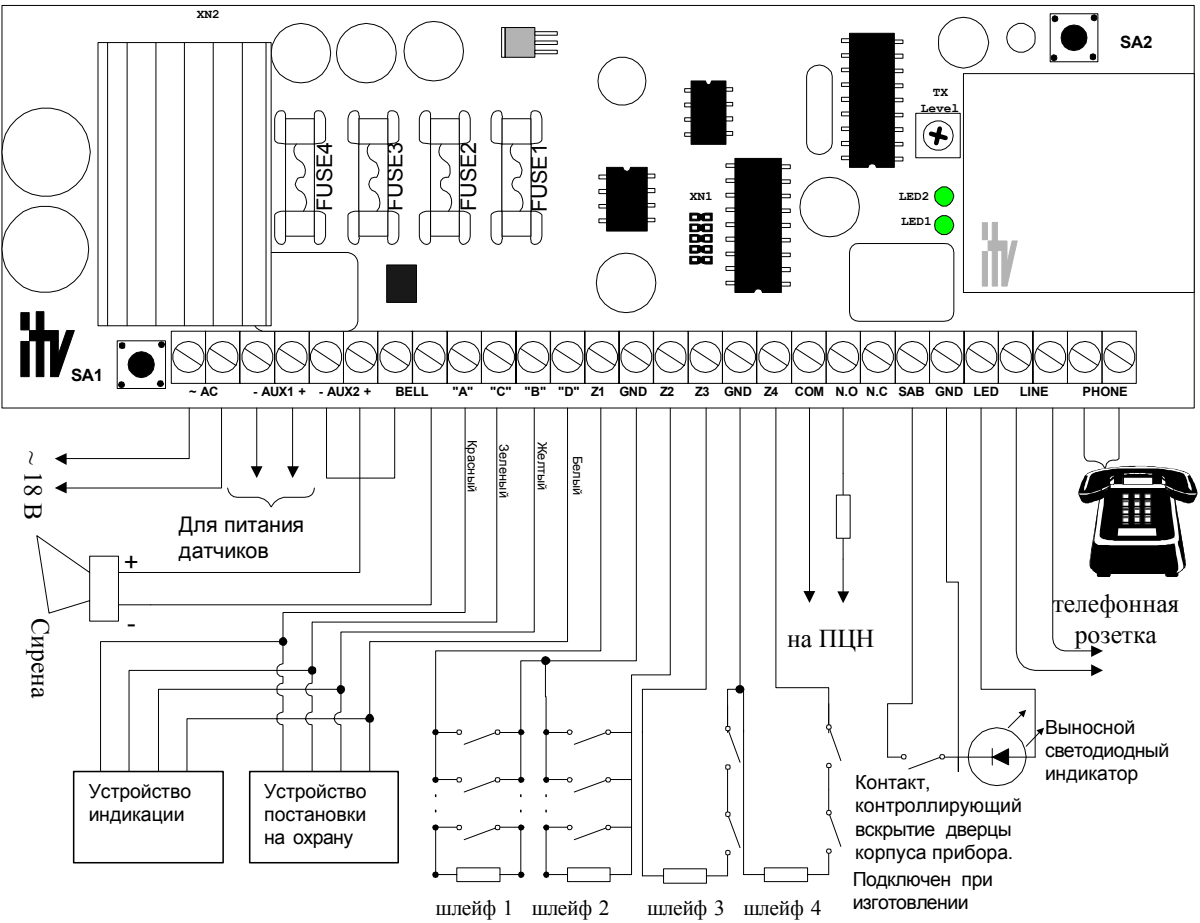 XN2
SA2
TX
Level
FUSE4
FUSE3
FUSE2
FUSE1
XN1
LED2
LED1
itv
itv
SA1
~ AC
- AUX1 +
- AUX2 +
BELL
"A"
"C"
"B"
"D"
Z1
GND
Z2
Z3
GND
Z4
COM
N.O
N.C
SAB
GND
LED
LINE
PHONE
~ 18 В
Красный
Зеленый
Желтый
Белый
Для питания
датчиков
+
-
Сирена
на ПЦН
телефонная
розетка
Выносной
светодиодный
индикатор
Устройство
индикации
Устройство
постановки
на охрану
Контакт,
контроллирующий
вскрытие дверцы
корпуса прибора.
Подключен при
изготовлении
шлейф 1
шлейф 2
шлейф 3
шлейф 4